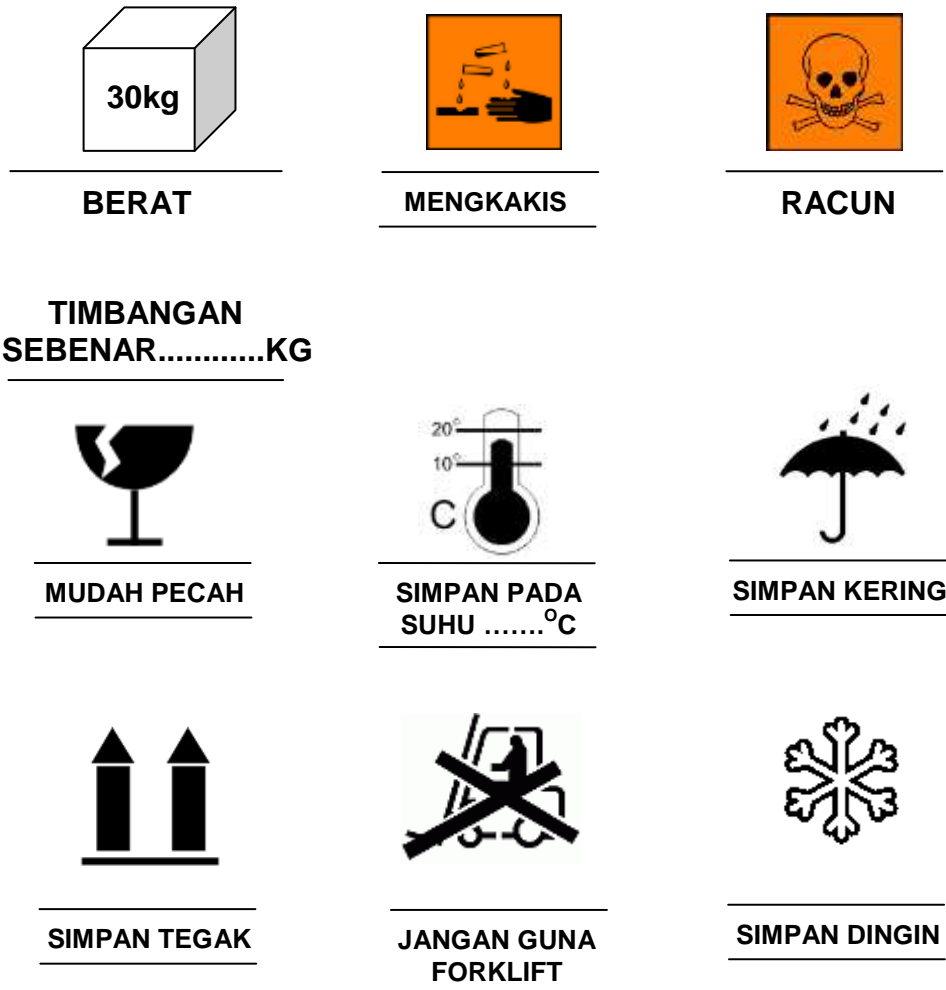 30kg
BERAT
MENGKAKIS
RACUN
TIMBANGAN
SEBENAR............KG
20°
10°
C
MUDAH PECAH
SIMPAN PADA
SUHU .......°C
SIMPAN KERING
SIMPAN TEGAK
JANGAN GUNA
FORKLIFT
SIMPAN DINGIN